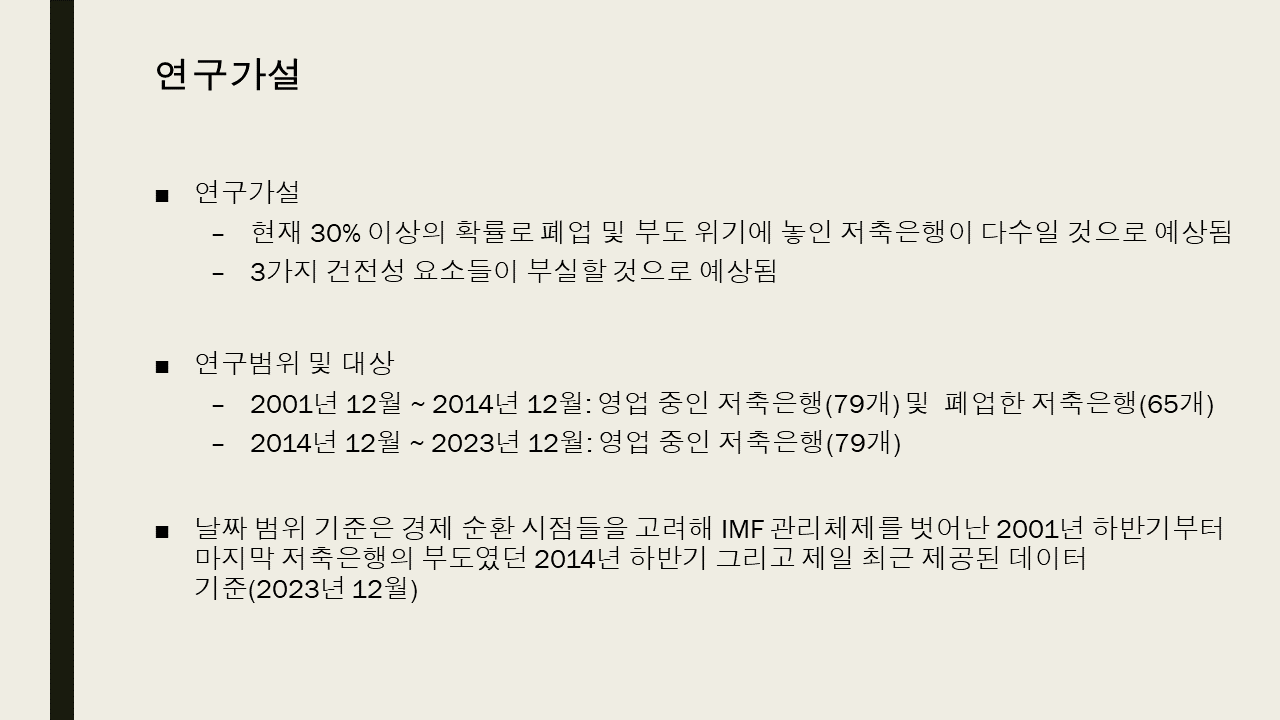 연구가설
■ 연구가설
– 현재 30% 이상의 확률로 폐업 및 부도 위기에 놓인 저축은행이 다수일 것으로 예상됨
– 3가지 건전성 요소들이 부실할 것으로 예상됨
■ 연구범위 및 대상
– 2001년 12월 ~ 2014년 12월: 영업 중인 저축은행(79개) 및 폐업한 저축은행(65개)
– 2014년 12월 ~ 2023년 12월: 영업 중인 저축은행(79개)
■ 날짜 범위 기준은 경제 순환 시점들을 고려해 IMF 관리체제를 벗어난 2001년 하반기부터
마지막 저축은행의 부도였던 2014년 하반기 그리고 제일 최근 제공된 데이터
기준(2023년 12월)